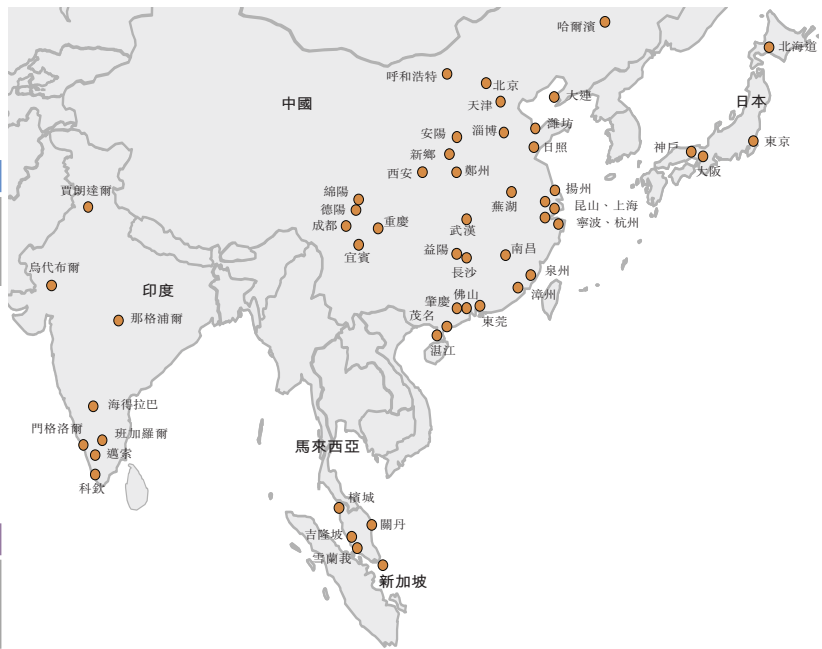 哈爾濱
北海道
呼和浩特
北京
中國
天津
大連
日本
安陽
淄博
濰坊
東京
新鄉
日照
神戶
大阪
西安
鄭州
賈朗達爾
綿陽
揚州
德陽
蕪湖
昆山、上海
成都
重慶
武漢
寧波、杭州
宜賓
益陽
南昌
長沙
烏代布爾
泉州
印度
漳州
肇慶
佛山
茂名
東莞
那格浦爾
湛江
海得拉巴
門格洛爾
班加羅爾
馬來西亞
邁索
科欽
檳城
關丹
吉隆坡
雪蘭莪
新加坡